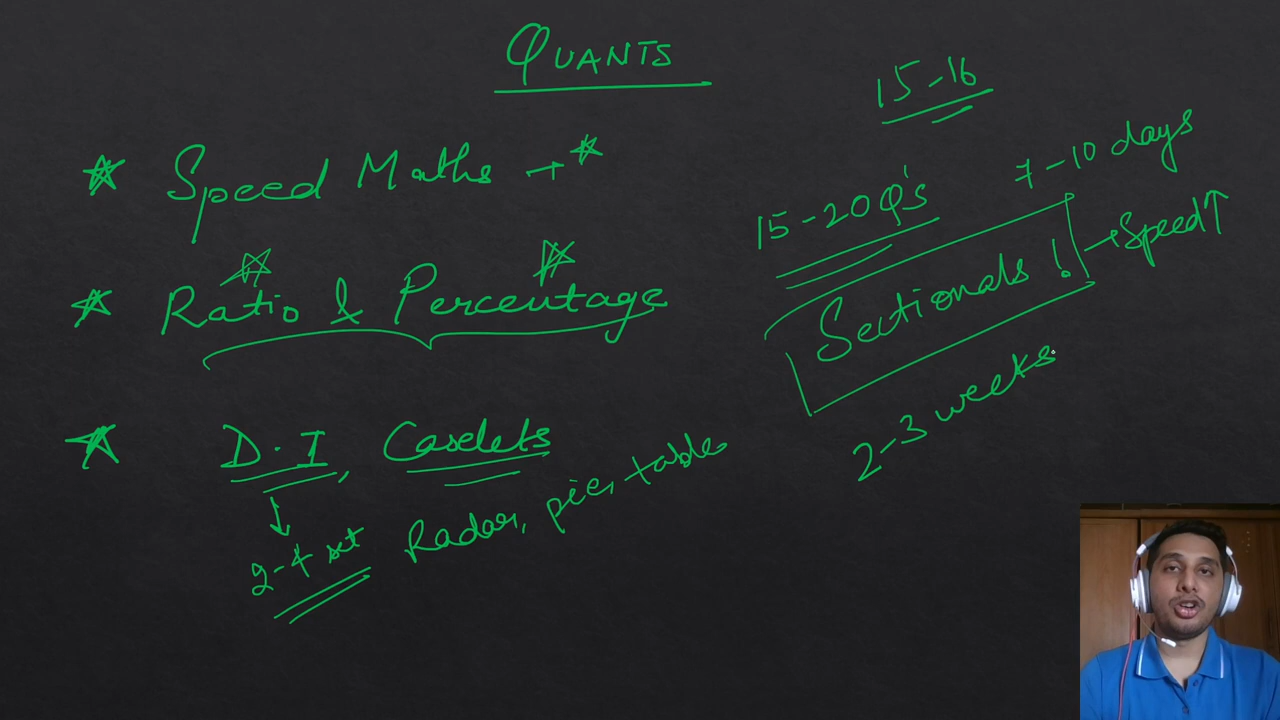 QUANTS
15-16
Speed Maths →
7-10 days
15-20 Q's
Ratio & Percentage
Sectionals ! → Speed ↑
D.I, Caselets
2-3 weeks
2-4 set Radar, pie, table